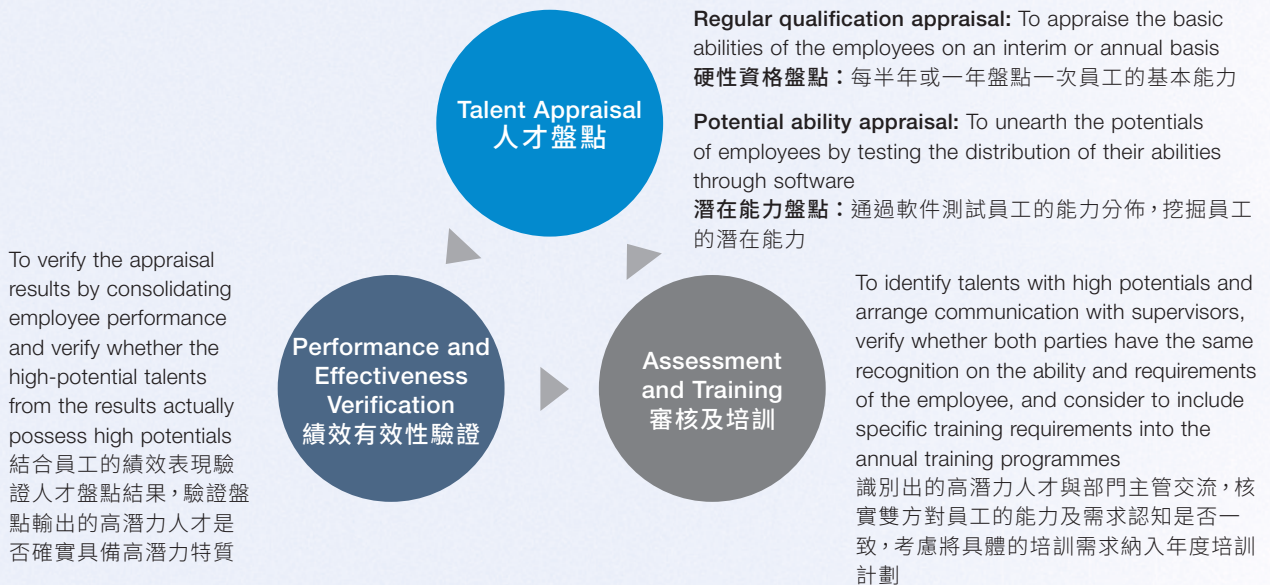 Talent Appraisal
人才盤點
Regular qualification appraisal: To appraise the basic
abilities of the employees on an interim or annual basis
硬性資格盤點：每半年或一年盤點一次員工的基本能力
Potential ability appraisal: To unearth the potentials
of employees by testing the distribution of their abilities
through software
潛在能力盤點：通過軟件測試員工的能力分佈，挖掘員工
的潛在能力
To verify the appraisal
results by consolidating
employee performance
and verify whether the
high-potential talents
from the results actually
possess high potentials
結合員工的績效表現驗
證人才盤點結果，驗證盤
點輸出的高潛力人才是
否確實具備高潛力特質
Performance and
Effectiveness
Verification
績效有效性驗證
Assessment
and Training
審核及培訓
To identify talents with high potentials and
arrange communication with supervisors,
verify whether both parties have the same
recognition on the ability and requirements
of the employee, and consider to include
specific training requirements into the
annual training programmes
識別出的高潛力人才與部門主管交流，核
實雙方對員工的能力及需求認知是否一
致，考慮將具體的培訓需求納入年度培訓
計劃